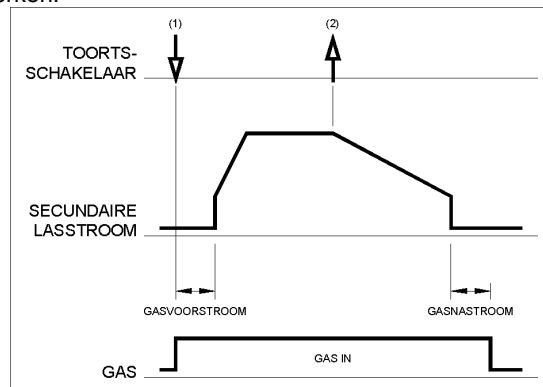 (1)
(2)
TOORTS-
SCHAKELAAR
SECUNDAIRE
LASSTROOM
GASVOORSTROOM
GASNASTROOM
GAS IN
GAS